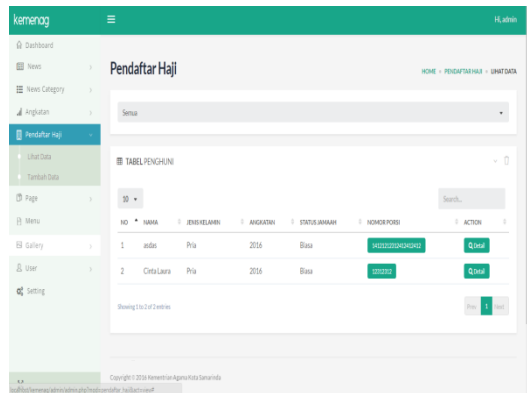 kemenag
Hi, admin
Dashboard
News
News Category
Angkatan
Pendaftar Haji
Lihat Data
Tambah Data
Page
Menu
Gallery
User
Setting
Pendaftar Haji
HOME PENDAFTAR HAJI LIHAT DATA
Semua
TABEL PENGHUNI
10
Search...
NO NAMA JENIS KELAMIN ANGKATAN STATUS JAMAAH NOMOR PORSI ACTION
1 asdas Pria 2016 Biasa Detail
2 Cinta Laura Pria 2016 Biasa Detail
Showing 1 to 2 of 2 entries
Prev 1 Next
Copyright © 2016 Kementrian Agama Kota Samarinda